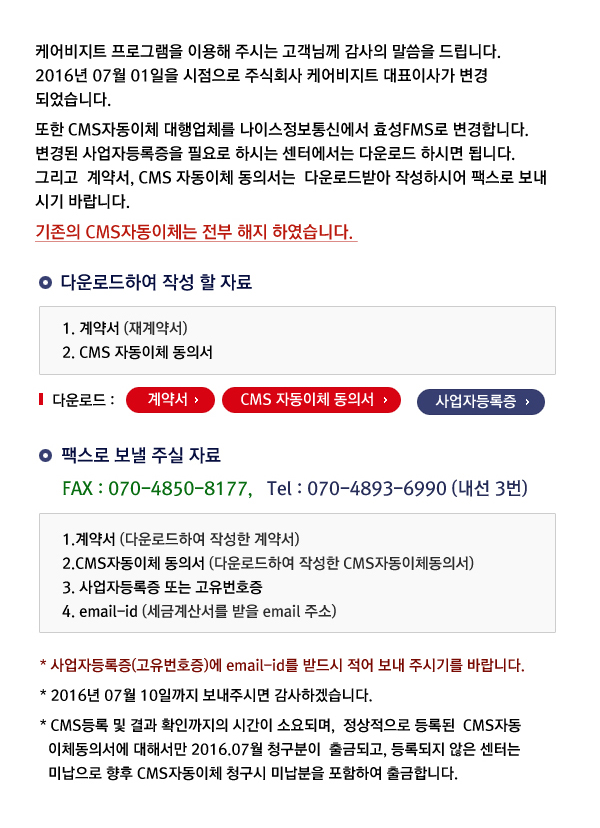 케어비지트 프로그램을 이용해 주시는 고객님께 감사의 말씀을 드립니다.
2016년 07월 01일을 시점으로 주식회사 케어비지트 대표이사가 변경
되었습니다.
또한 CMS자동이체 대행업체를 나이스정보통신에서 효성FMS로 변경합니다.
변경된 사업자등록증을 필요로 하시는 센터에서는 다운로드 하시면 됩니다.
그리고 계약서, CMS 자동이체 동의서는 다운로드받아 작성하시어 팩스로 보내
시기 바랍니다.
기존의 CMS자동이체는 전부 해지 하였습니다.
다운로드하여 작성 할 자료
1. 계약서 (재계약서)
2. CMS 자동이체 동의서
다운로드 : 계약서 › CMS 자동이체 동의서 › 사업자등록증 ›
팩스로 보낼 주실 자료
FAX : 070-4850-8177, Tel : 070-4893-6990 (내선 3번)
1.계약서 (다운로드하여 작성한 계약서)
2.CMS자동이체 동의서 (다운로드하여 작성한 CMS자동이체동의서)
3. 사업자등록증 또는 고유번호증
4. email-id (세금계산서를 받을 email 주소)
* 사업자등록증(고유번호증)에 email-id를 받드시 적어 보내 주시기를 바랍니다.
* 2016년 07월 10일까지 보내주시면 감사하겠습니다.
* CMS등록 및 결과 확인까지의 시간이 소요되며, 정상적으로 등록된 CMS자동
이체동의서에 대해서만 2016.07월 청구분이 출금되고, 등록되지 않은 센터는
미납으로 향후 CMS자동이체 청구시 미납분을 포함하여 출금합니다.